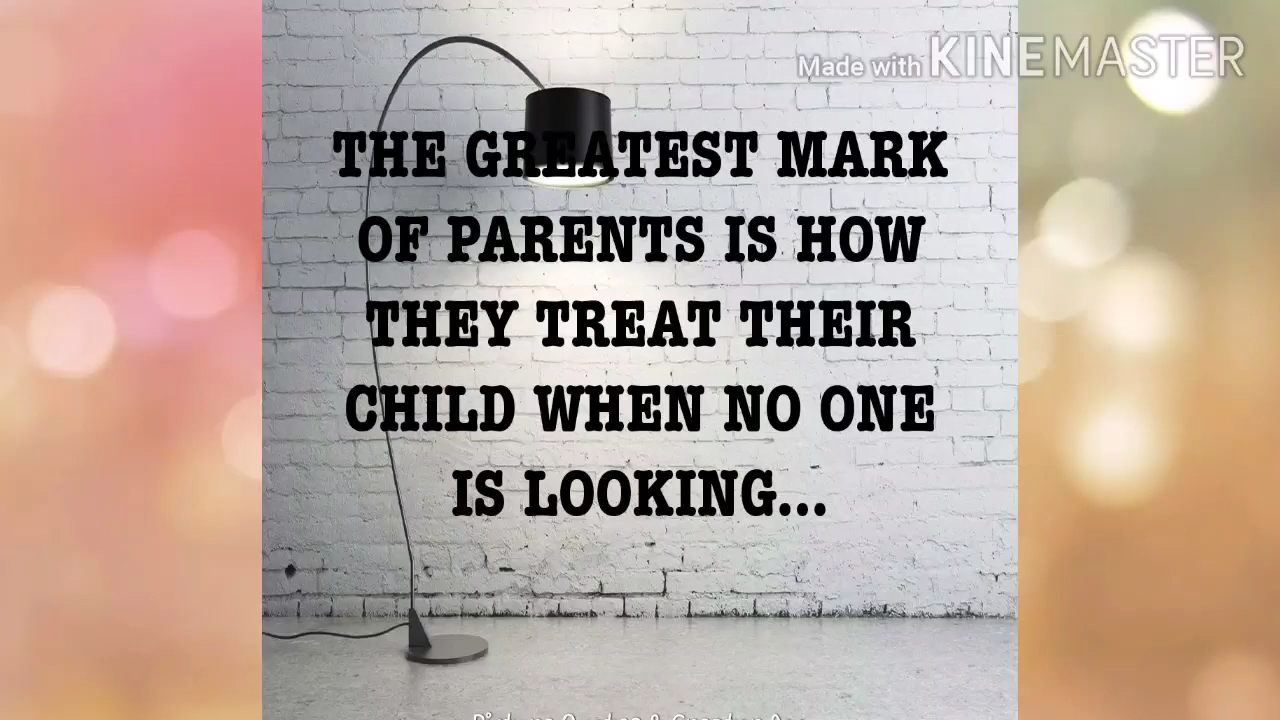 Made with KINEMASTER
THE GREATEST MARK
OF PARENTS IS HOW
THEY TREAT THEIR
CHILD WHEN NO ONE
IS LOOKING...